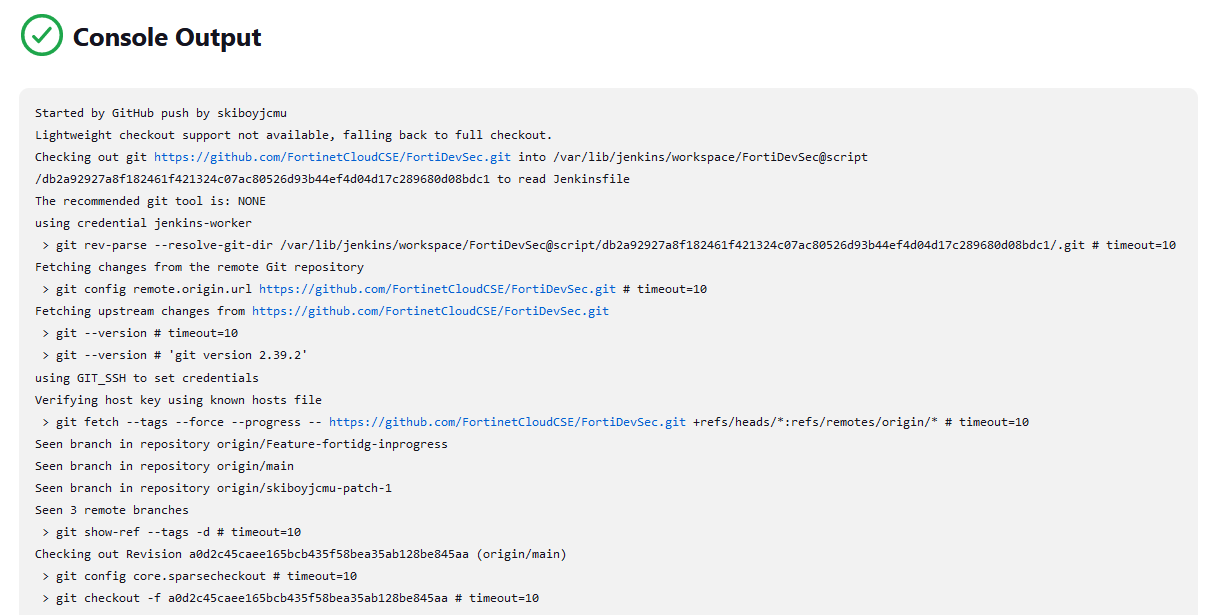 Console Output
Started by GitHub push by skiboyjcmu
Lightweight checkout support not available, falling back to full checkout.
Checking out git https://github.com/FortinetCloudCSE/FortiDevSec.git into /var/lib/jenkins/workspace/FortiDevSec@script
/db2a92927a8f182461f421324c07ac80526d93b44ef4d04d17c289680d08bdc1 to read Jenkinsfile
The recommended git tool is: NONE
using credential jenkins-worker
> git rev-parse --resolve-git-dir /var/lib/jenkins/workspace/FortiDevSec@script/db2a92927a8f182461f421324c07ac80526d93b44ef4d04d17c289680d08bdc1/.git # timeout=10
Fetching changes from the remote Git repository
> git config remote.origin.url https://github.com/FortinetCloudCSE/FortiDevSec.git # timeout=10
Fetching upstream changes from https://github.com/FortinetCloudCSE/FortiDevSec.git
> git --version # timeout=10
> git --version # 'git version 2.39.2'
using GIT_SSH to set credentials
Verifying host key using known hosts file
> git fetch --tags --force --progress -- https://github.com/FortinetCloudCSE/FortiDevSec.git +refs/heads/*:refs/remotes/origin/* # timeout=10
Seen branch in repository origin/Feature-fortidg-inprogress
Seen branch in repository origin/main
Seen branch in repository origin/skiboyjcmu-patch-1
Seen 3 remote branches
> git show-ref --tags -d # timeout=10
Checking out Revision a0d2c45caee165bcb435f58bea35ab128be845aa (origin/main)
> git config core.sparsecheckout # timeout=10
> git checkout -f a0d2c45caee165bcb435f58bea35ab128be845aa # timeout=10